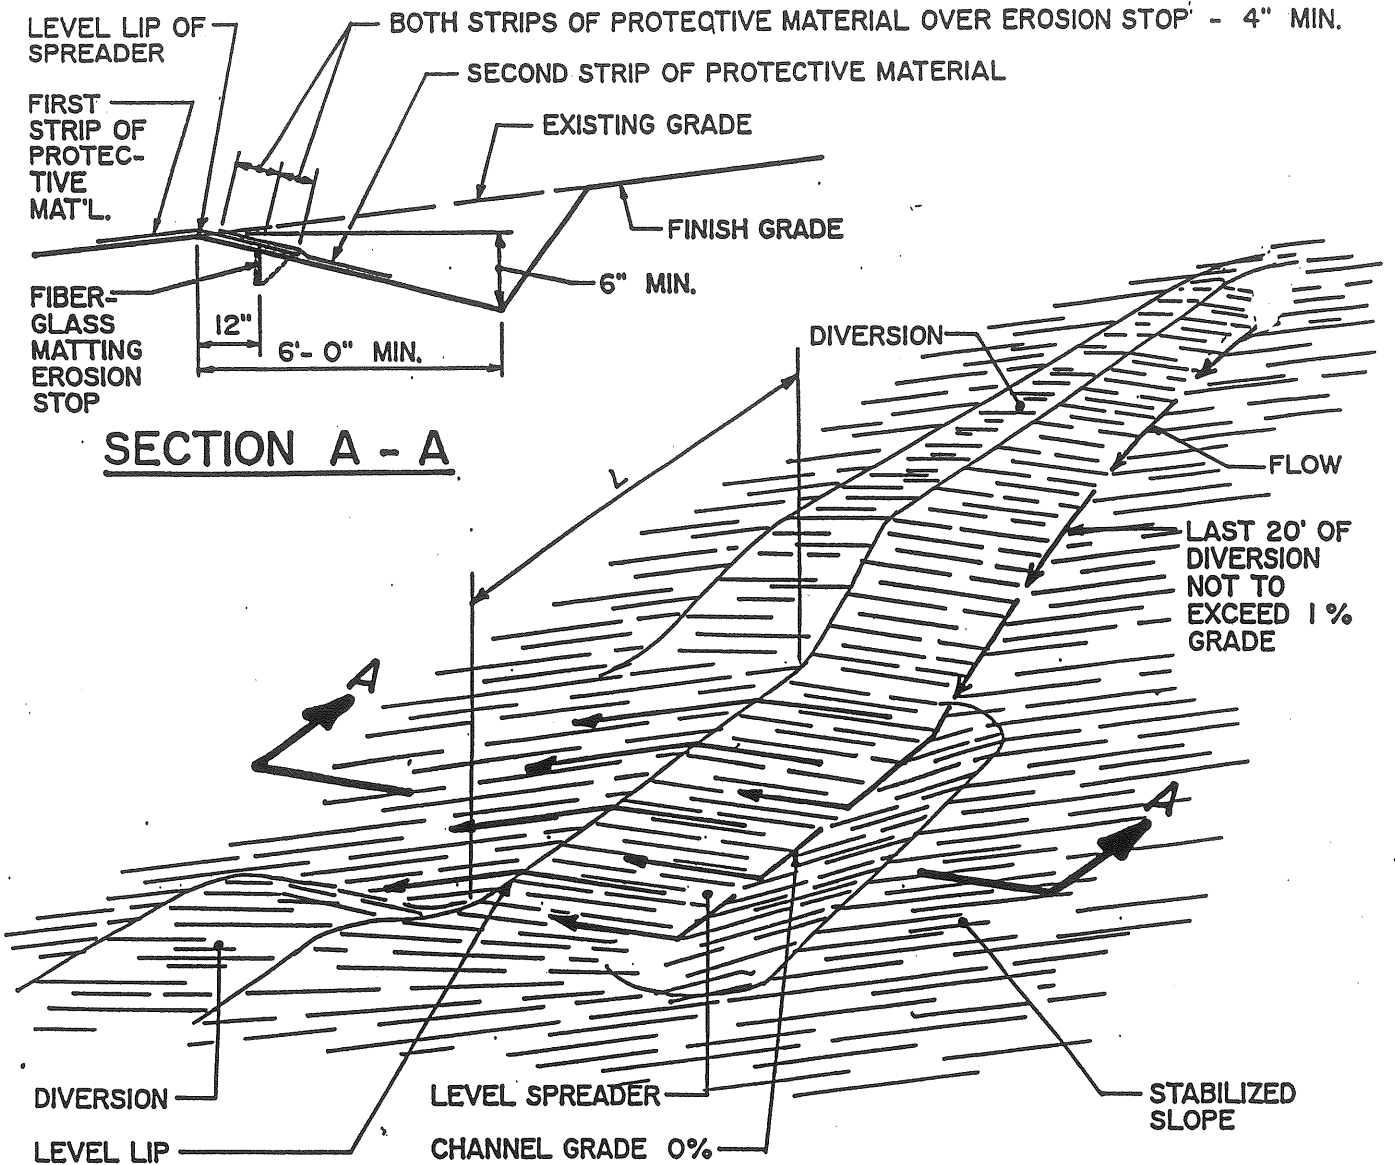 LEVEL LIP OF
SPREADER
BOTH STRIPS OF PROTECTIVE MATERIAL OVER EROSION STOP - 4" MIN.
SECOND STRIP OF PROTECTIVE MATERIAL
FIRST
STRIP OF
PROTEC-
TIVE
MAT'L.
EXISTING GRADE
FINISH GRADE
6" MIN.
FIBER-
GLASS
MATTING
EROSION
STOP
12"
6'- 0" MIN.
SECTION A - A
DIVERSION
L
FLOW
LAST 20' OF
DIVERSION
NOT TO
EXCEED 1%
GRADE
A
A
DIVERSION
LEVEL LIP
LEVEL SPREADER
CHANNEL GRADE 0%
STABILIZED
SLOPE